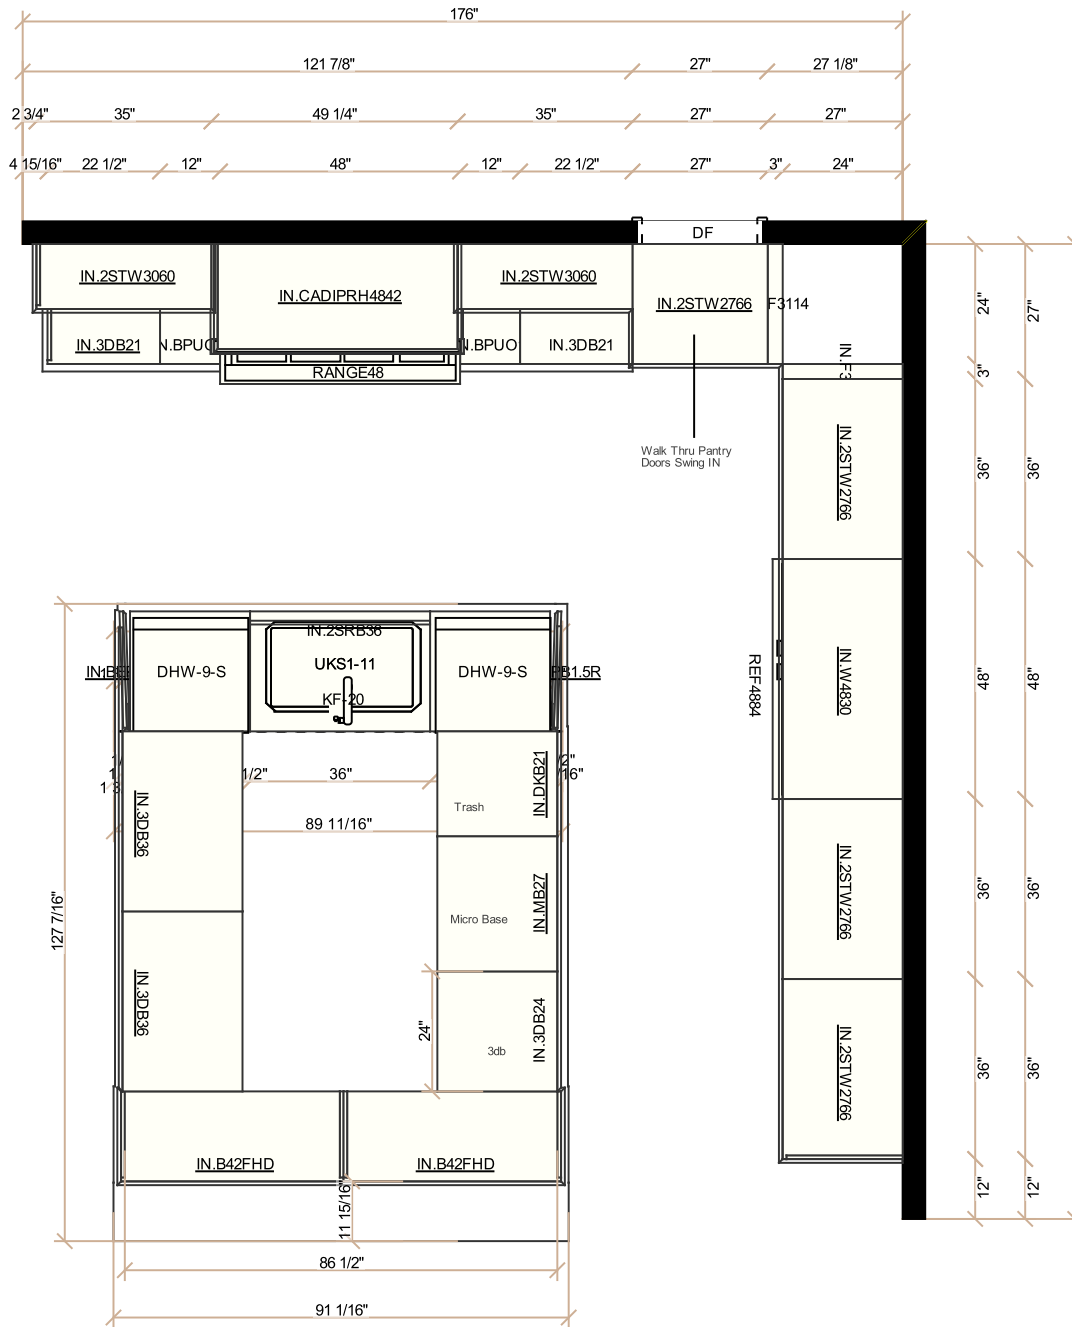 176"
121 7/8"
27"
27 1/8"
2 3/4"
35"
49 1/4"
35"
27"
27"
4 15/16"
22 1/2"
12"
48"
12"
22 1/2"
27"
3"
24"
DF
IN.2STW3060
IN.CADIPRH4842
IN.2STW3060
IN.2STW2766
F3114
IN.3DB21
N.BPUO
RANGE48
N.BPUO
IN.3DB21
IN.F3
Walk Thru Pantry
Doors Swing IN
24"
27"
3"
36"
36"
IN.2STW2766
48"
48"
IN.W4830
REF4884
36"
36"
IN.2STW2766
36"
36"
IN.2STW2766
12"
12"
IN.2SRB36
DHW-9-S
UKS1-11
DHW-9-S
B1.5R
KF-20
1/2"
36"
89 11/16"
127 7/16"
IN.3DB36
IN.3DB36
IN.DKB21
Trash
IN.MB27
Micro Base
IN.3DB24
3db
24"
IN.B42FHD
IN.B42FHD
11 15/16"
86 1/2"
91 1/16"